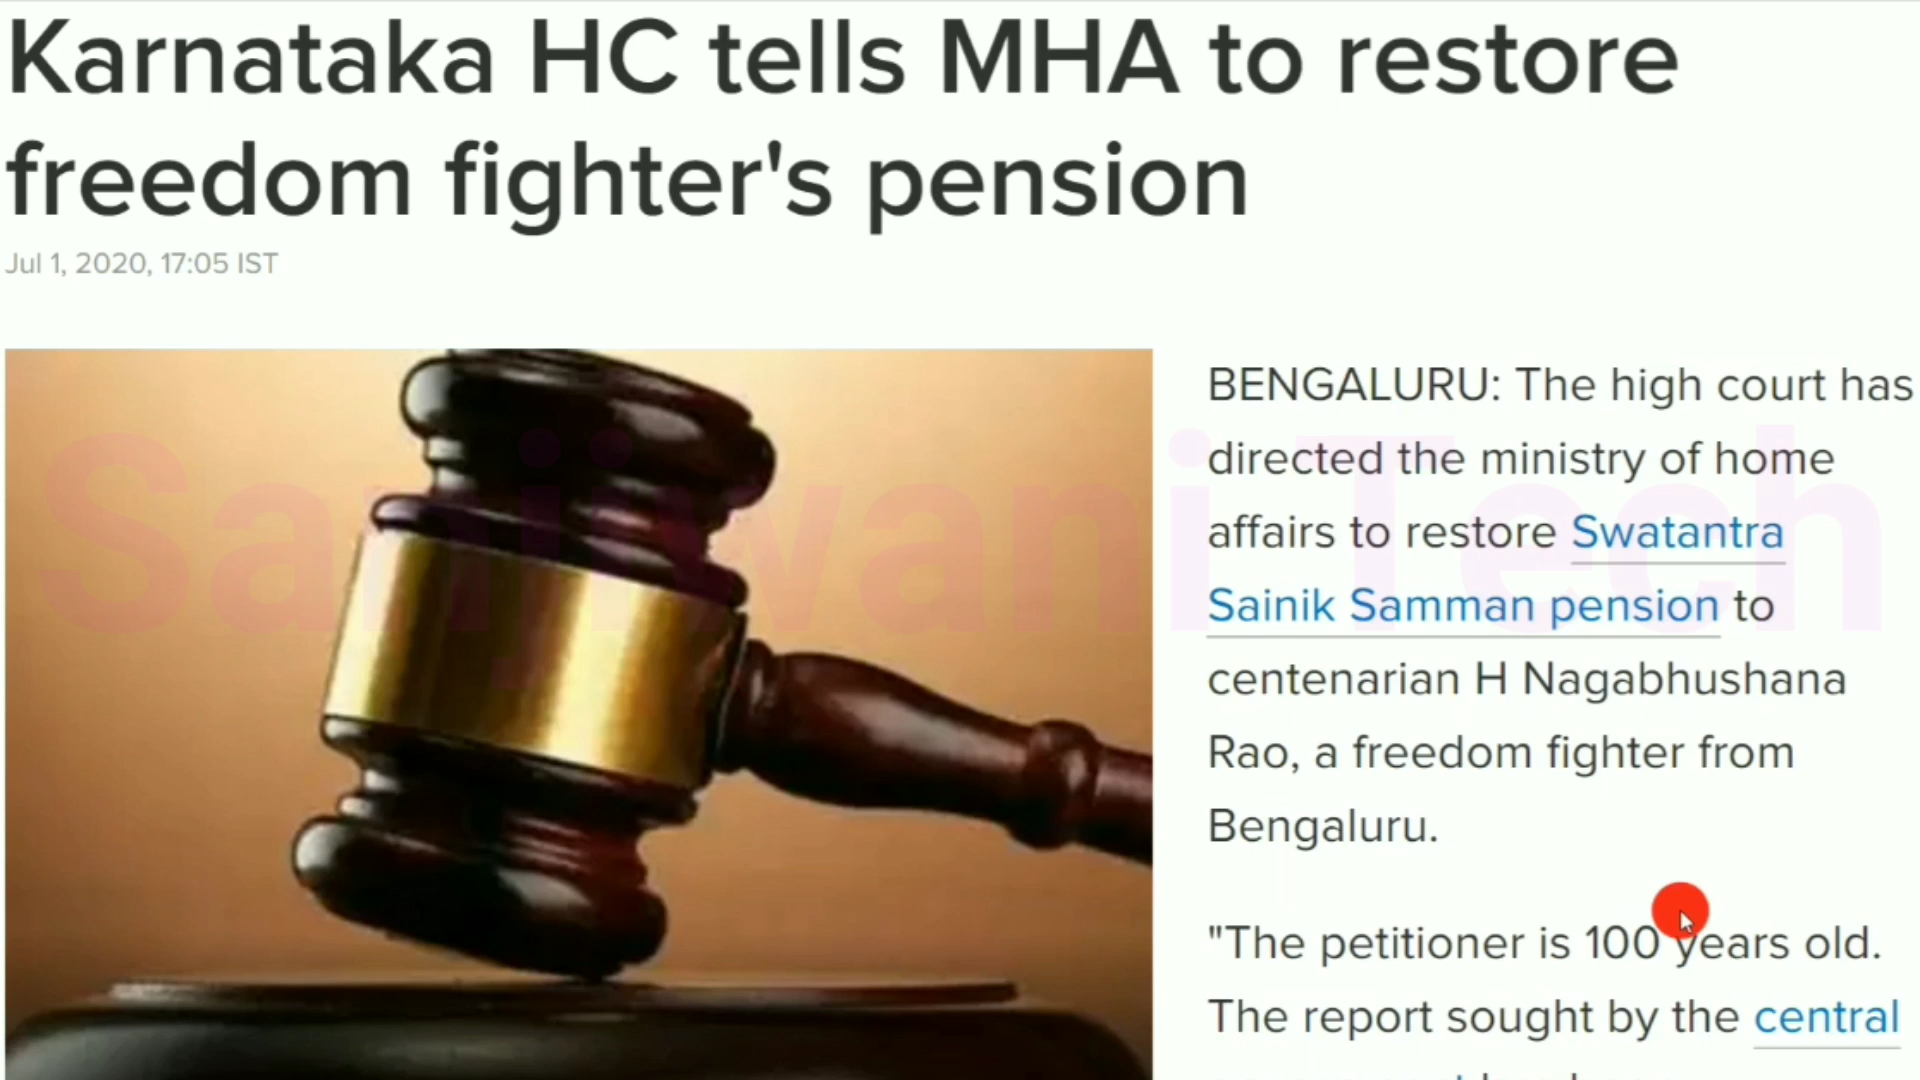 Karnataka HC tells MHA to restore
freedom fighter's pension
Jul 1, 2020, 17:05 IST
BENGALURU: The high court has
directed the ministry of home
affairs to restore Swatantra
Sainik Samman pension to
centenarian H Nagabhushana
Rao, a freedom fighter from
Bengaluru.
"The petitioner is 100 years old.
The report sought by the central
Sanjiwani Tech